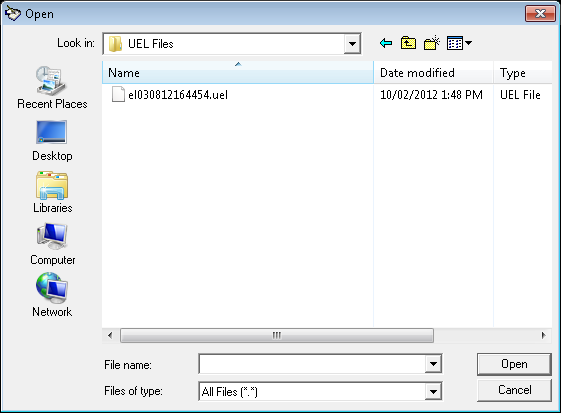 Open
Look in: UEL Files
Name Date modified Type
el030812164454.uel 10/02/2012 1:48 PM UEL File
Recent Places
Desktop
Libraries
Computer
Network
File name: Open
Files of type: All Files (*.*) Cancel